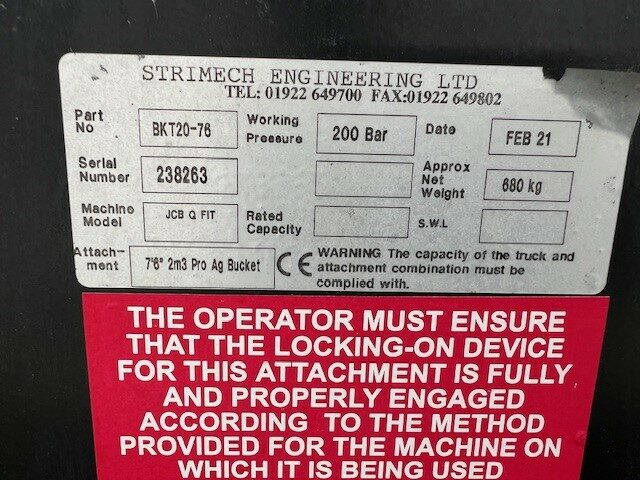 STRIMECH ENGINEERING LTD
TEL: 01922 649700 FAX:01922 649802
Part No BKT20-76 Working Pressure 200 Bar Date FEB 21
Serial Number 238263 Approx Net Weight 680 kg
Machine Model JCB Q FIT Rated Capacity S.W.L
Attach-ment 7'6" 2m3 Pro Ag Bucket CE WARNING The capacity of the truck and
attachment combination must be
complied with.
THE OPERATOR MUST ENSURE
THAT THE LOCKING-ON DEVICE
FOR THIS ATTACHMENT IS FULLY
AND PROPERLY ENGAGED
ACCORDING TO THE METHOD
PROVIDED FOR THE MACHINE ON
WHICH IT IS BEING USED